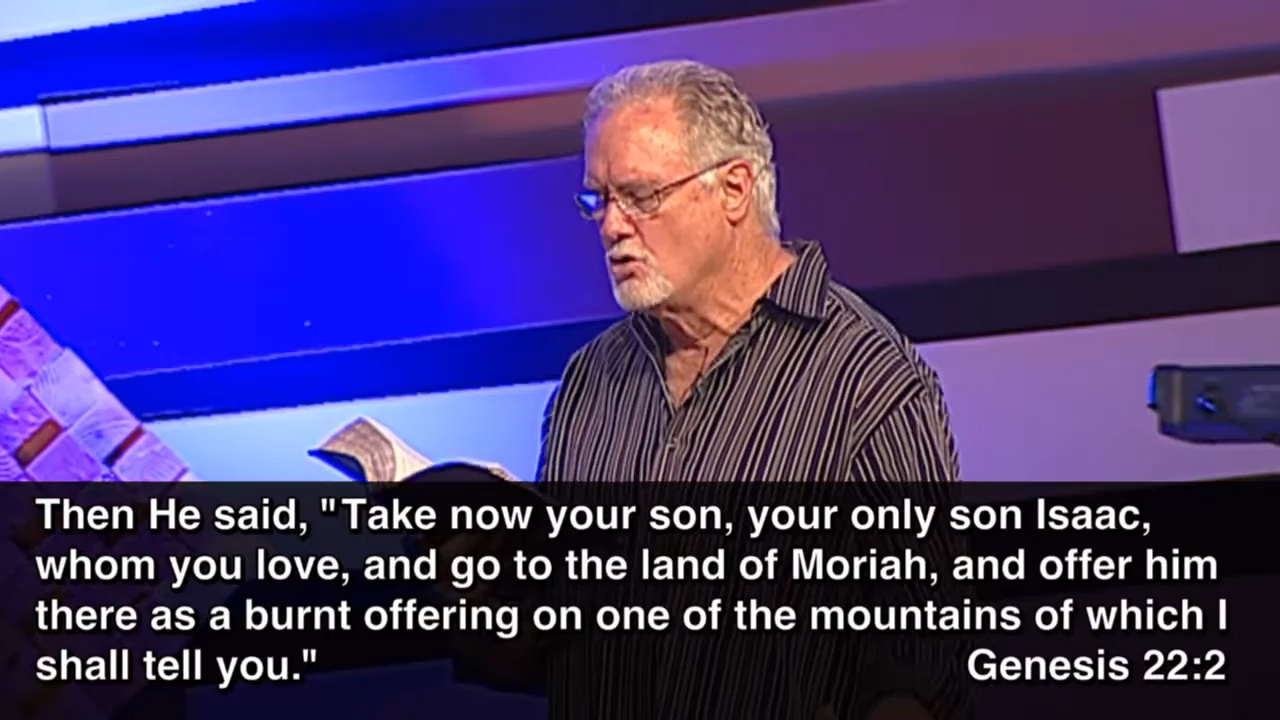 Then He said, "Take now your son, your only son Isaac,
whom you love, and go to the land of Moriah, and offer him
there as a burnt offering on one of the mountains of which I
shall tell you." Genesis 22:2